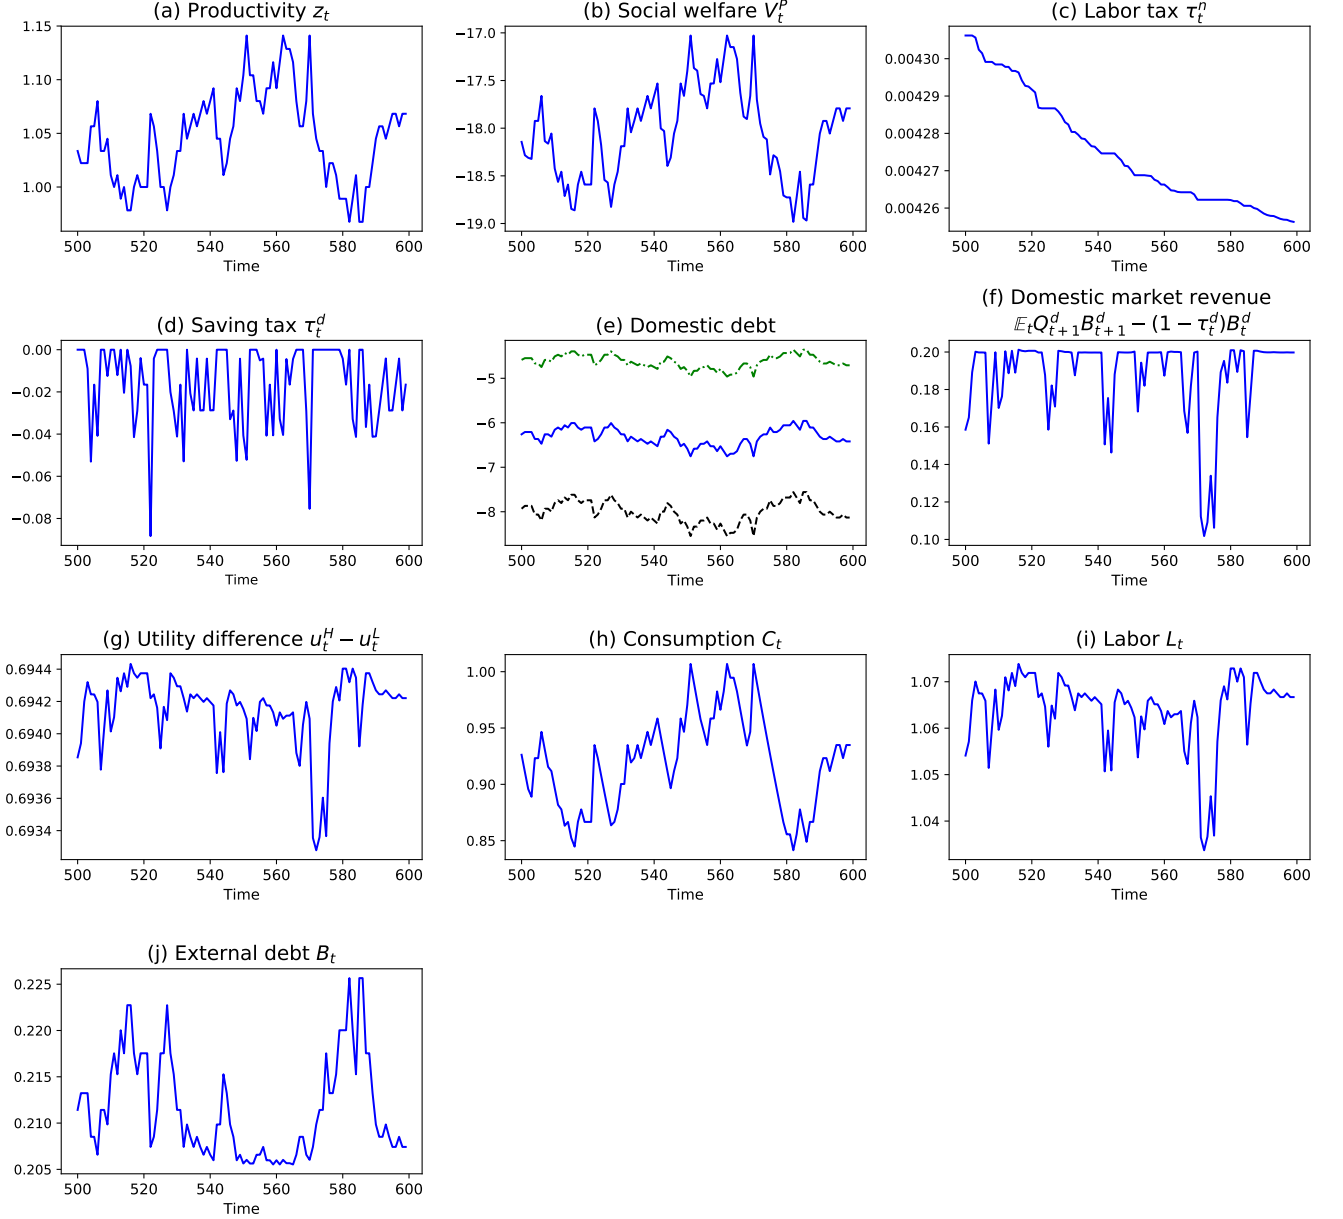 (a) Productivity z_t
1.15
1.10
1.05
1.00
500 520 540 560 580 600
Time
(b) Social welfare V_t^P
−17.0
−17.5
−18.0
−18.5
−19.0
500 520 540 560 580 600
Time
(c) Labor tax τ_t^n
0.00430
0.00429
0.00428
0.00427
0.00426
500 520 540 560 580 600
Time
(d) Saving tax τ_t^d
0.00
−0.02
−0.04
−0.06
−0.08
500 520 540 560 580 600
Time
(e) Domestic debt
−5
−6
−7
−8
500 520 540 560 580 600
Time
(f) Domestic market revenue
𝔼_t Q_{t+1}^d B_{t+1}^d − (1 − τ_t^d)B_t^d
0.20
0.18
0.16
0.14
0.12
0.10
500 520 540 560 580 600
Time
(g) Utility difference u_t^H − u_t^L
0.6944
0.6942
0.6940
0.6938
0.6936
0.6934
500 520 540 560 580 600
Time
(h) Consumption C_t
1.00
0.95
0.90
0.85
500 520 540 560 580 600
Time
(i) Labor L_t
1.07
1.06
1.05
1.04
500 520 540 560 580 600
Time
(j) External debt B_t
0.225
0.220
0.215
0.210
0.205
500 520 540 560 580 600
Time